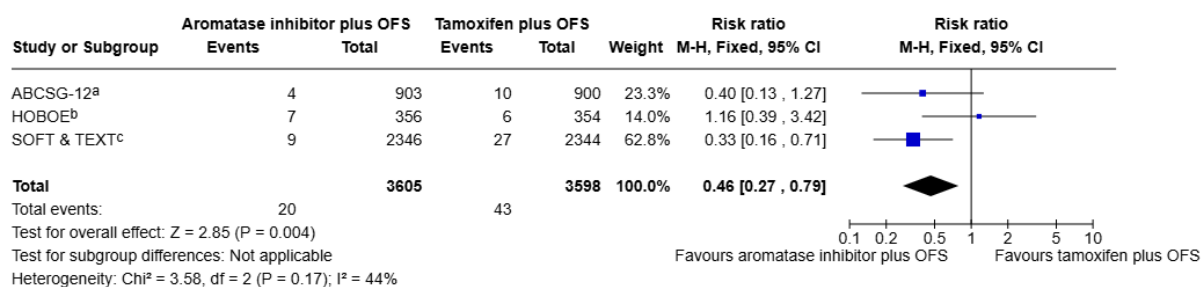 Aromatase inhibitor plus OFS Tamoxifen plus OFS Risk ratio Risk ratio
Study or Subgroup Events Total Events Total Weight M-H, Fixed, 95% CI M-H, Fixed, 95% CI
ABCSG-12ᵃ 4 903 10 900 23.3% 0.40 [0.13 , 1.27]
HOBOEᵇ 7 356 6 354 14.0% 1.16 [0.39 , 3.42]
SOFT & TEXTᶜ 9 2346 27 2344 62.8% 0.33 [0.16 , 0.71]
Total 3605 3598 100.0% 0.46 [0.27 , 0.79]
Total events: 20 43
Test for overall effect: Z = 2.85 (P = 0.004) 0.1 0.2 0.5 1 2 5 10
Test for subgroup differences: Not applicable Favours aromatase inhibitor plus OFS Favours tamoxifen plus OFS
Heterogeneity: Chi² = 3.58, df = 2 (P = 0.17); I² = 44%